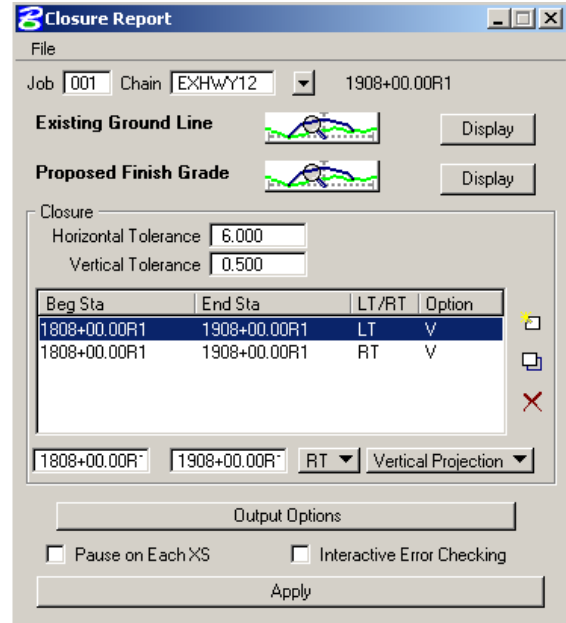 Closure Report
File
Job 001 Chain EXHWY12 1908+00.00R1
Existing Ground Line Display
Proposed Finish Grade Display
Closure
Horizontal Tolerance 6.000
Vertical Tolerance 0.500
Beg Sta End Sta LT/RT Option
1808+00.00R1 1908+00.00R1 LT V
1808+00.00R1 1908+00.00R1 RT V
1808+00.00R 1908+00.00R RT Vertical Projection
Output Options
Pause on Each XS Interactive Error Checking
Apply